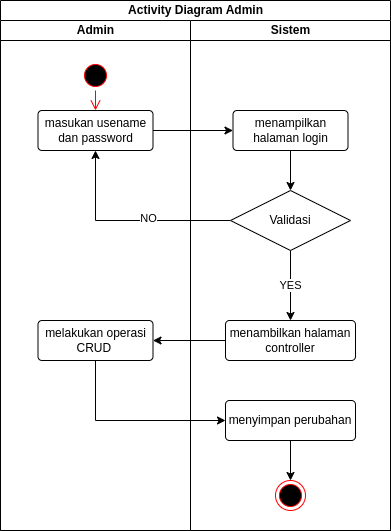 Activity Diagram Admin
Admin
Sistem
masukan usename
dan password
menampilkan
halaman login
Validasi
NO
YES
melakukan operasi
CRUD
menambilkan halaman
controller
menyimpan perubahan